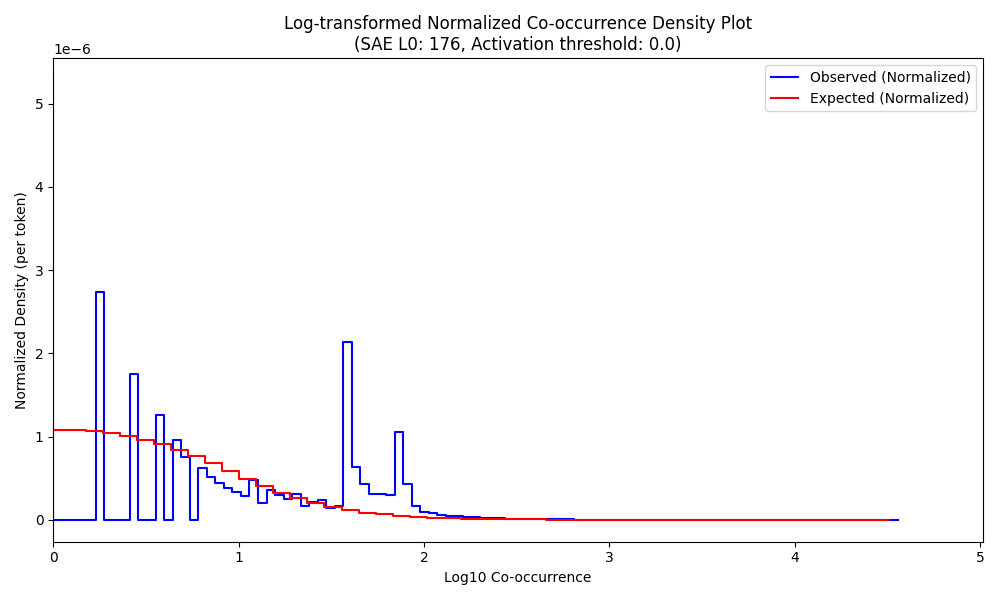 Log-transformed Normalized Co-occurrence Density Plot
(SAE L0: 176, Activation threshold: 0.0)
1e−6
Observed (Normalized)
Expected (Normalized)
5
4
3
2
1
0
Normalized Density (per token)
0 1 2 3 4 5
Log10 Co-occurrence